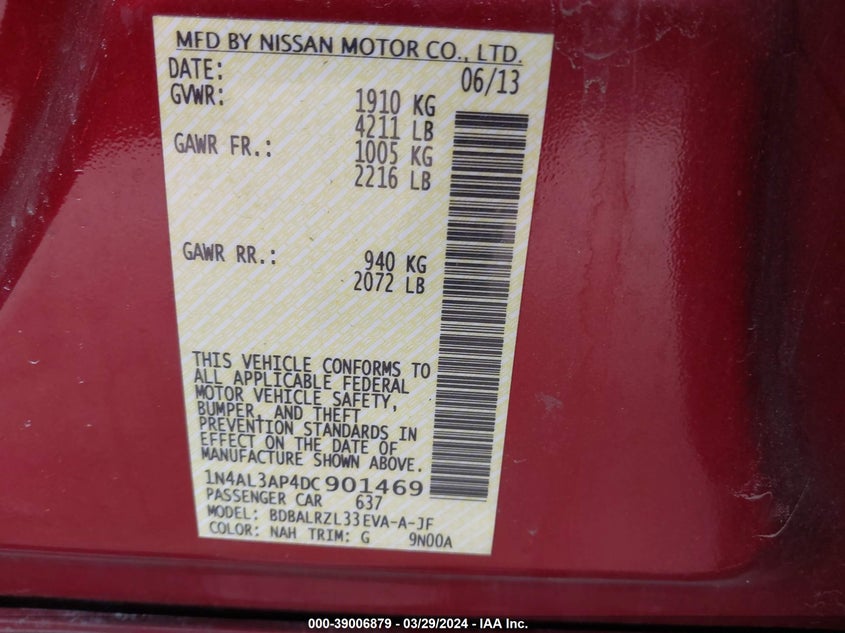 MFD BY NISSAN MOTOR CO., LTD.
DATE: 06/13
GVWR: 1910 KG
4211 LB
GAWR FR.: 1005 KG
2216 LB
GAWR RR.: 940 KG
2072 LB
THIS VEHICLE CONFORMS TO
ALL APPLICABLE FEDERAL
MOTOR VEHICLE SAFETY,
BUMPER, AND THEFT
PREVENTION STANDARDS IN
EFFECT ON THE DATE OF
MANUFACTURE SHOWN ABOVE.
1N4AL3AP4DC901469
PASSENGER CAR 637
MODEL: BDBALRZL33EVA-A-JF
COLOR: NAH TRIM: G 9N00A
000-39006879 - 03/29/2024 - IAA Inc.